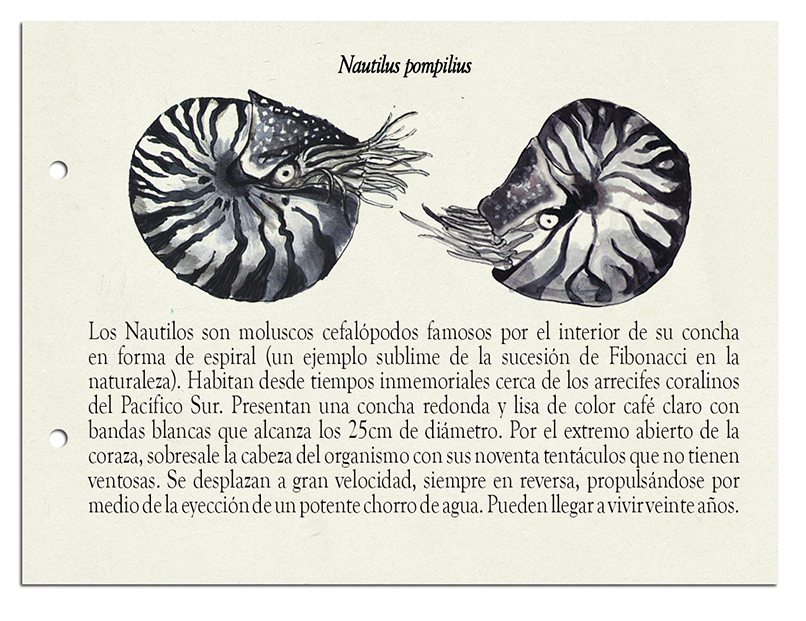 Nautilus pompilius
Los Nautilos son moluscos cefalópodos famosos por el interior de su concha
en forma de espiral (un ejemplo sublime de la sucesión de Fibonacci en la
naturaleza). Habitan desde tiempos inmemoriales cerca de los arrecifes coralinos
del Pacífico Sur. Presentan una concha redonda y lisa de color café claro con
bandas blancas que alcanza los 25cm de diámetro. Por el extremo abierto de la
coraza, sobresale la cabeza del organismo con sus noventa tentáculos que no tienen
ventosas. Se desplazan a gran velocidad, siempre en reversa, propulsándose por
medio de la eyección de un potente chorro de agua. Pueden llegar a vivir veinte años.